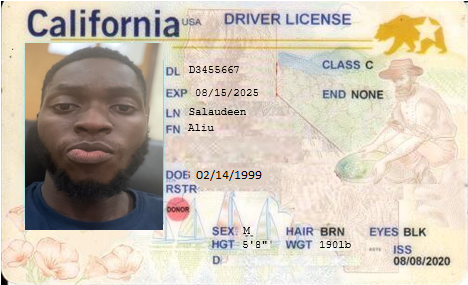 California USA DRIVER LICENSE
DL D3455667 CLASS C
EXP 08/15/2025 END NONE
LN Salaudeen
FN Aliu
DOB 02/14/1999
RSTR
DONOR
SEX M HAIR BRN EYES BLK
HGT 5'8" WGT 190lb ISS
08/08/2020